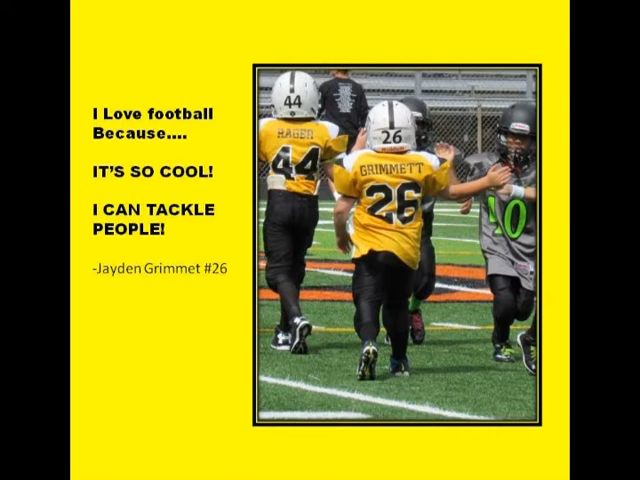 I Love football
Because....
IT'S SO COOL!
I CAN TACKLE
PEOPLE!
-Jayden Grimmet #26
44
26
RAGER
44
GRIMMETT
26
10